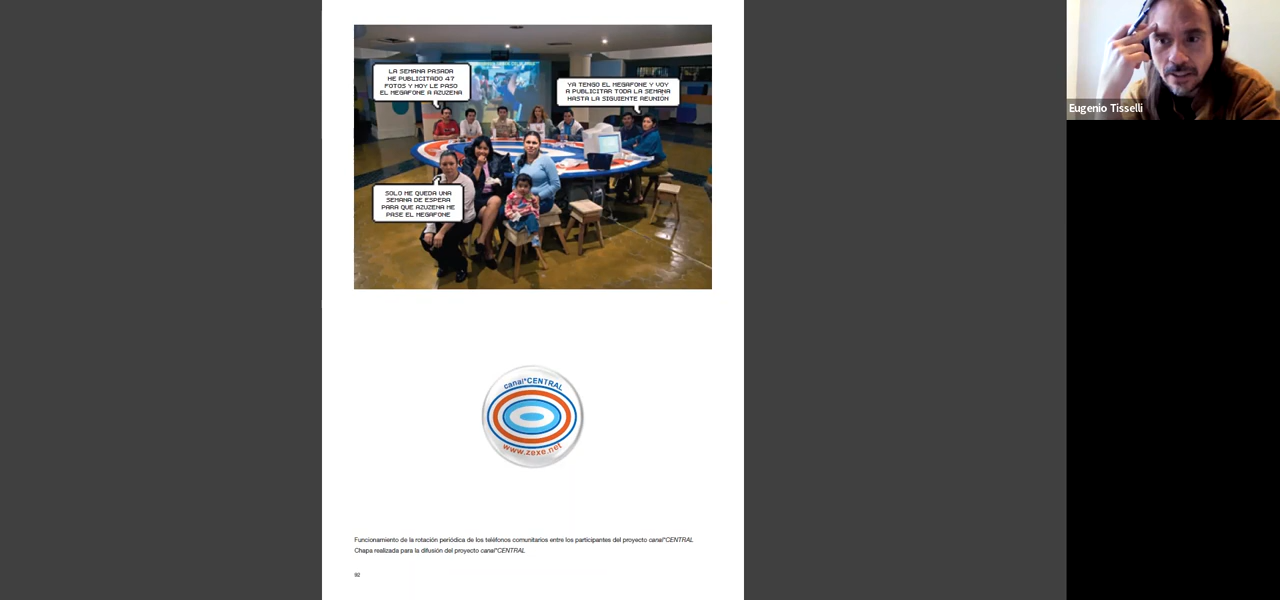 LA SEMANA PASADA
HE PUBLICITADO 47
FOTOS Y HOY LE PASO
EL MEGAFONE A AZUZENA
YA TENGO EL MEGAFONE Y VOY
A PUBLICITAR TODA LA SEMANA
HASTA LA SIGUIENTE REUNION
SOLO ME QUEDA UNA
SEMANA DE ESPERA
PARA QUE AZUZENA ME
PASE EL MEGAFONE
canal*CENTRAL
www.zexe.net
Funcionamiento de la rotación periódica de los teléfonos comunitarios entre los participantes del proyecto canal*CENTRAL
Chapa realizada para la difusión del proyecto canal*CENTRAL
92
Eugenio Tisselli